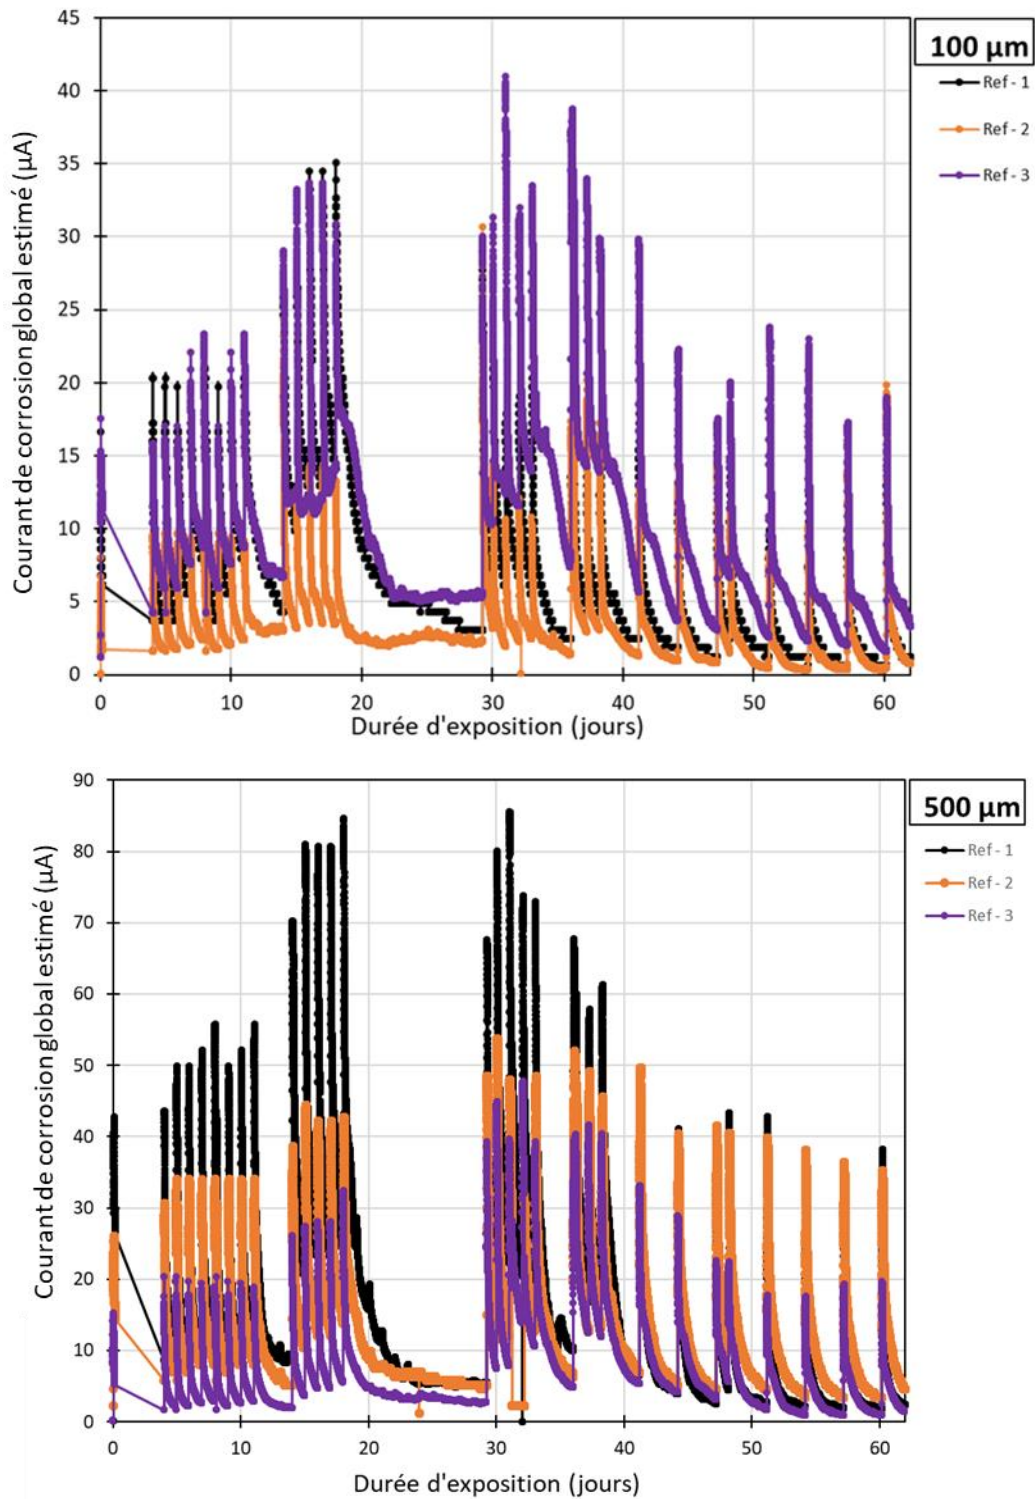 45
100 µm
40
Ref - 1
Ref - 2
35
Ref - 3
30
25
20
15
10
5
0
Courant de corrosion global estimé (µA)
0 10 20 30 40 50 60
Durée d'exposition (jours)
90
500 µm
80
Ref - 1
Ref - 2
70
Ref - 3
60
50
40
30
20
10
0
Courant de corrosion global estimé (µA)
0 10 20 30 40 50 60
Durée d'exposition (jours)